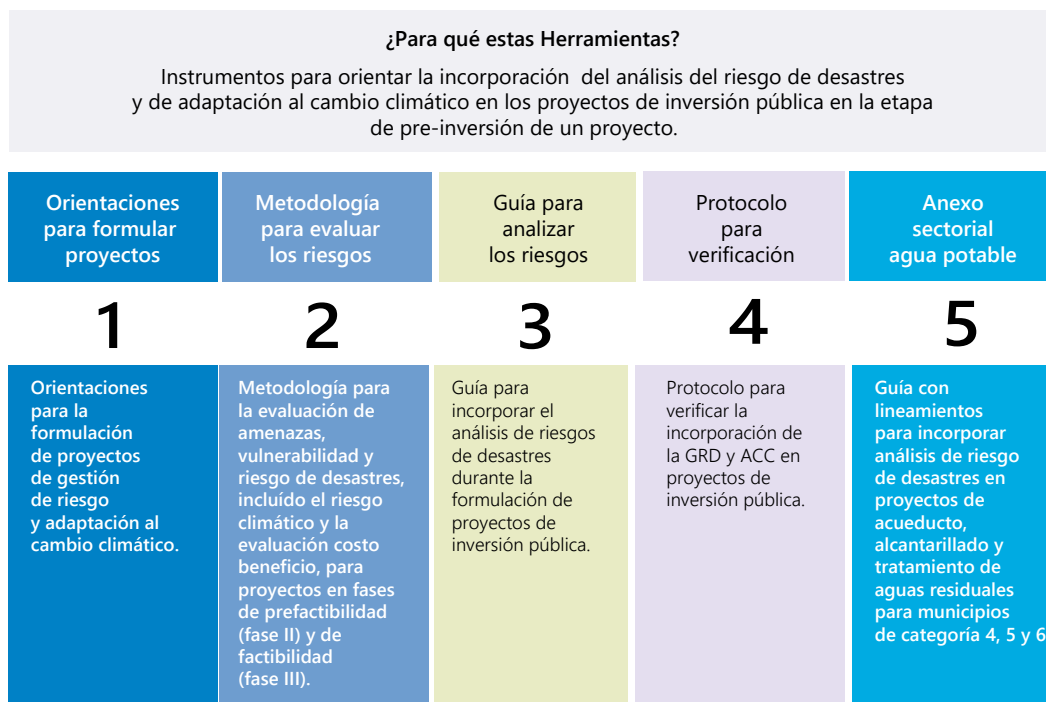 ¿Para qué estas Herramientas?
Instrumentos para orientar la incorporación del análisis del riesgo de desastres
y de adaptación al cambio climático en los proyectos de inversión pública en la etapa
de pre-inversión de un proyecto.
Orientaciones
para formular
proyectos
Metodología
para evaluar
los riesgos
Guía para
analizar
los riesgos
Protocolo
para
verificación
Anexo
sectorial
agua potable
1
2
3
4
5
Orientaciones
para la
formulación
de proyectos
de gestión
de riesgo
y adaptación al
cambio climático.
Metodología para
la evaluación de
amenazas,
vulnerabilidad y
riesgo de desastres,
incluído el riesgo
climático y la
evaluación costo
beneficio, para
proyectos en fases
de prefactibilidad
(fase II) y de
factibilidad
(fase III).
Guía para
incorporar el
análisis de riesgos
de desastres
durante la
formulación de
proyectos de
inversión pública.
Protocolo para
verificar la
incorporación de
la GRD y ACC en
proyectos de
inversión pública.
Guía con
lineamientos
para incorporar
análisis de riesgo
de desastres en
proyectos de
acueducto,
alcantarillado y
tratamiento de
aguas residuales
para municipios
de categoría 4, 5 y 6